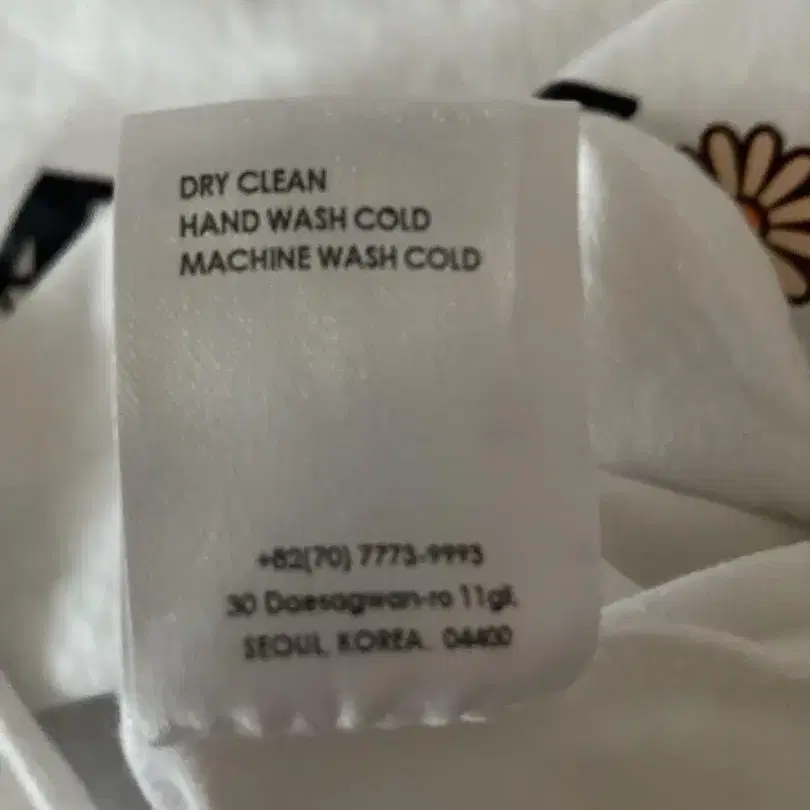 DRY CLEAN
HAND WASH COLD
MACHINE WASH COLD
+82(70) 7773-9993
30 Daesagwan-ro 11gil,
SEOUL, KOREA. 04400